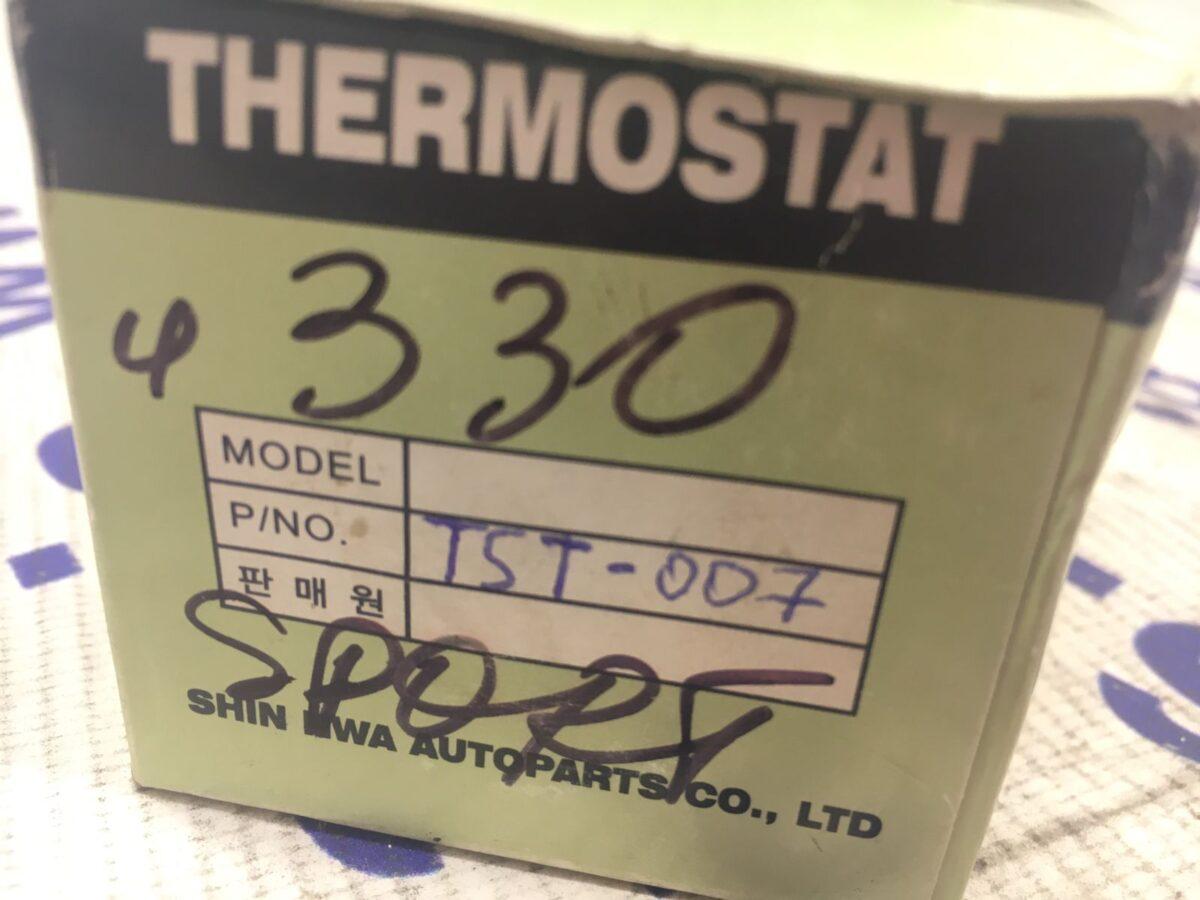 THERMOSTAT
4 330
MODEL
P/NO. TST-007
판매원
SPORT
SHIN HWA AUTOPARTS CO., LTD